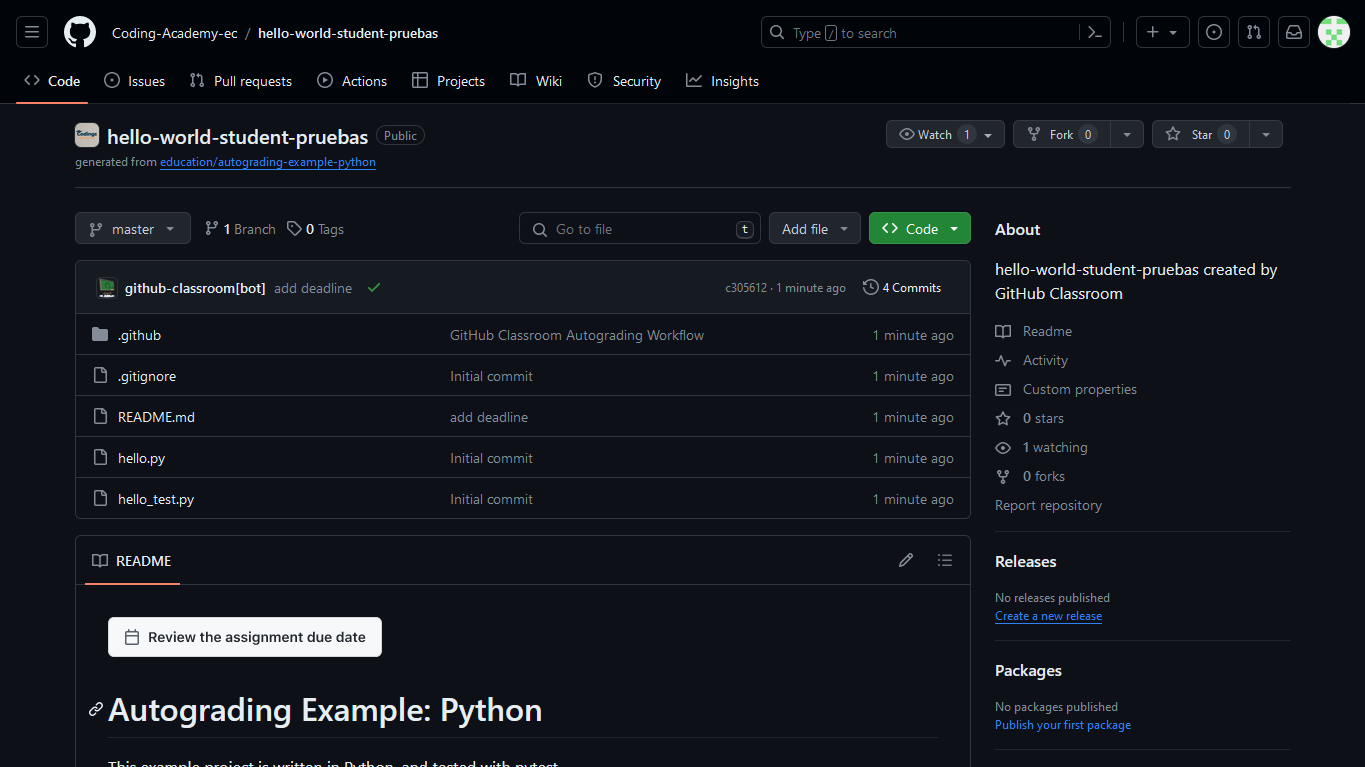 Coding-Academy-ec / hello-world-student-pruebas
Type / to search
Code Issues Pull requests Actions Projects Wiki Security Insights
hello-world-student-pruebas Public
Watch 1 Fork 0 Star 0
generated from education/autograding-example-python
master 1 Branch 0 Tags Go to file t Add file Code
github-classroom[bot] add deadline c305612 · 1 minute ago 4 Commits
.github GitHub Classroom Autograding Workflow 1 minute ago
.gitignore Initial commit 1 minute ago
README.md add deadline 1 minute ago
hello.py Initial commit 1 minute ago
hello_test.py Initial commit 1 minute ago
README
Review the assignment due date
Autograding Example: Python
This example project is written in Python, and tested with pytest.
About
hello-world-student-pruebas created by
GitHub Classroom
Readme
Activity
Custom properties
0 stars
1 watching
0 forks
Report repository
Releases
No releases published
Create a new release
Packages
No packages published
Publish your first package